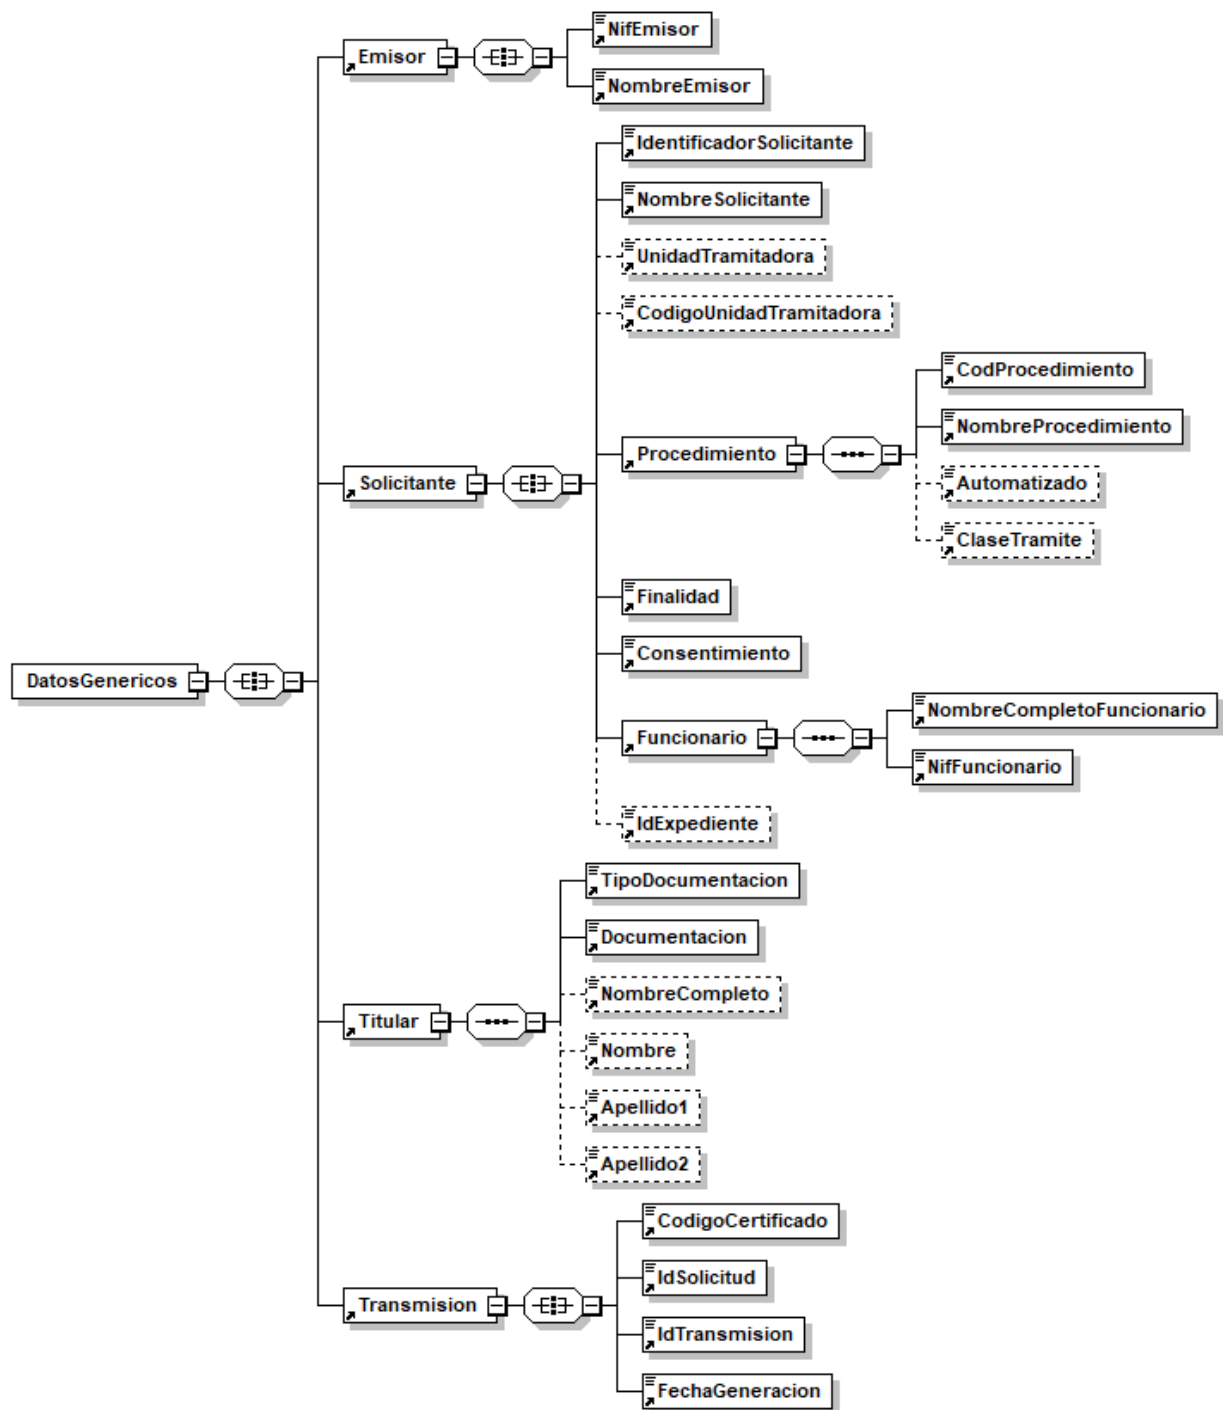 NifEmisor
Emisor
NombreEmisor
IdentificadorSolicitante
NombreSolicitante
UnidadTramitadora
CodigoUnidadTramitadora
CodProcedimiento
NombreProcedimiento
Procedimiento
Solicitante
Automatizado
ClaseTramite
Finalidad
Consentimiento
DatosGenericos
NombreCompletoFuncionario
Funcionario
NifFuncionario
IdExpediente
TipoDocumentacion
Documentacion
NombreCompleto
Titular
Nombre
Apellido1
Apellido2
CodigoCertificado
IdSolicitud
Transmision
IdTransmision
FechaGeneracion